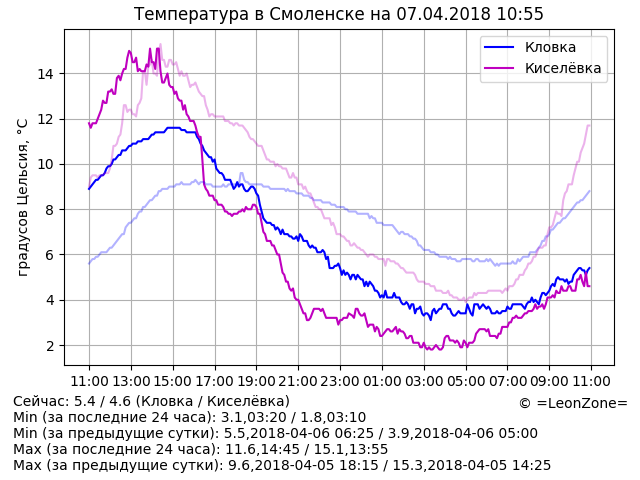 Температура в Смоленске на 07.04.2018 10:55
Кловка
Киселёвка
градусов Цельсия, °C
14
12
10
8
6
4
2
11:00 13:00 15:00 17:00 19:00 21:00 23:00 01:00 03:00 05:00 07:00 09:00 11:00
Сейчас: 5.4 / 4.6 (Кловка / Киселёвка)
© =LeonZone=
Min (за последние 24 часа): 3.1,03:20 / 1.8,03:10
Min (за предыдущие сутки): 5.5,2018-04-06 06:25 / 3.9,2018-04-06 05:00
Max (за последние 24 часа): 11.6,14:45 / 15.1,13:55
Max (за предыдущие сутки): 9.6,2018-04-05 18:15 / 15.3,2018-04-05 14:25